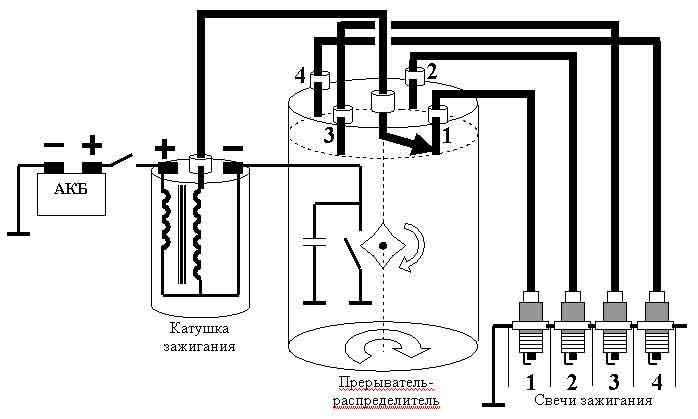 4
2
3
1
− +
+ −
АКБ
Катушка
зажигания
Прерыватель-
распределитель
1 2 3 4
Свечи зажигания